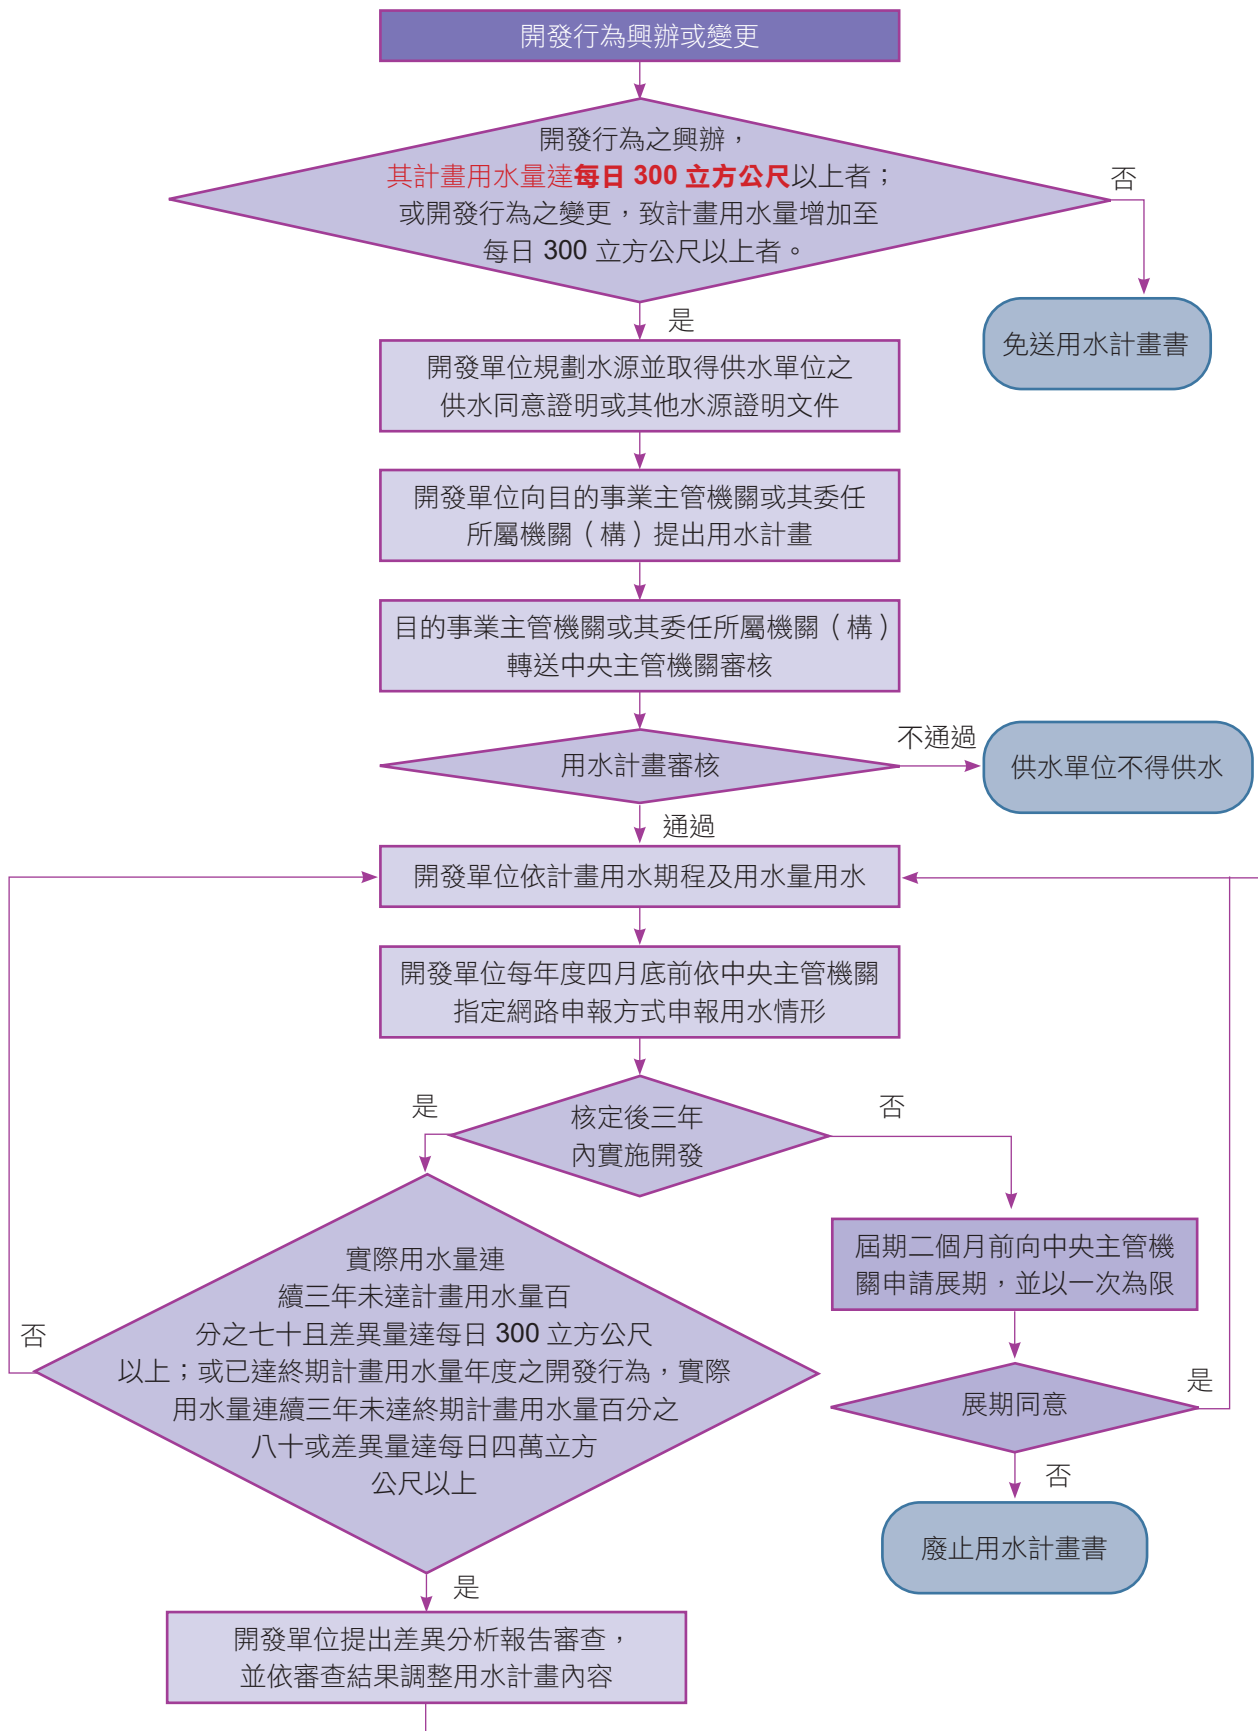 開發行為興辦或變更
開發行為之興辦，
其計畫用水量達每日 300 立方公尺以上者；
或開發行為之變更，致計畫用水量增加至
每日 300 立方公尺以上者。
否
免送用水計畫書
是
開發單位規劃水源並取得供水單位之
供水同意證明或其他水源證明文件
開發單位向目的事業主管機關或其委任
所屬機關（構）提出用水計畫
目的事業主管機關或其委任所屬機關（構）
轉送中央主管機關審核
用水計畫審核
不通過
供水單位不得供水
通過
開發單位依計畫用水期程及用水量用水
開發單位每年度四月底前依中央主管機關
指定網路申報方式申報用水情形
核定後三年
內實施開發
是
否
實際用水量連
續三年未達計畫用水量百
分之七十且差異量達每日 300 立方公尺
以上；或已達終期計畫用水量年度之開發行為，實際
用水量連續三年未達終期計畫用水量百分之
八十或差異量達每日四萬立方
公尺以上
否
是
開發單位提出差異分析報告審查，
並依審查結果調整用水計畫內容
屆期二個月前向中央主管機
關申請展期，並以一次為限
展期同意
是
否
廢止用水計畫書